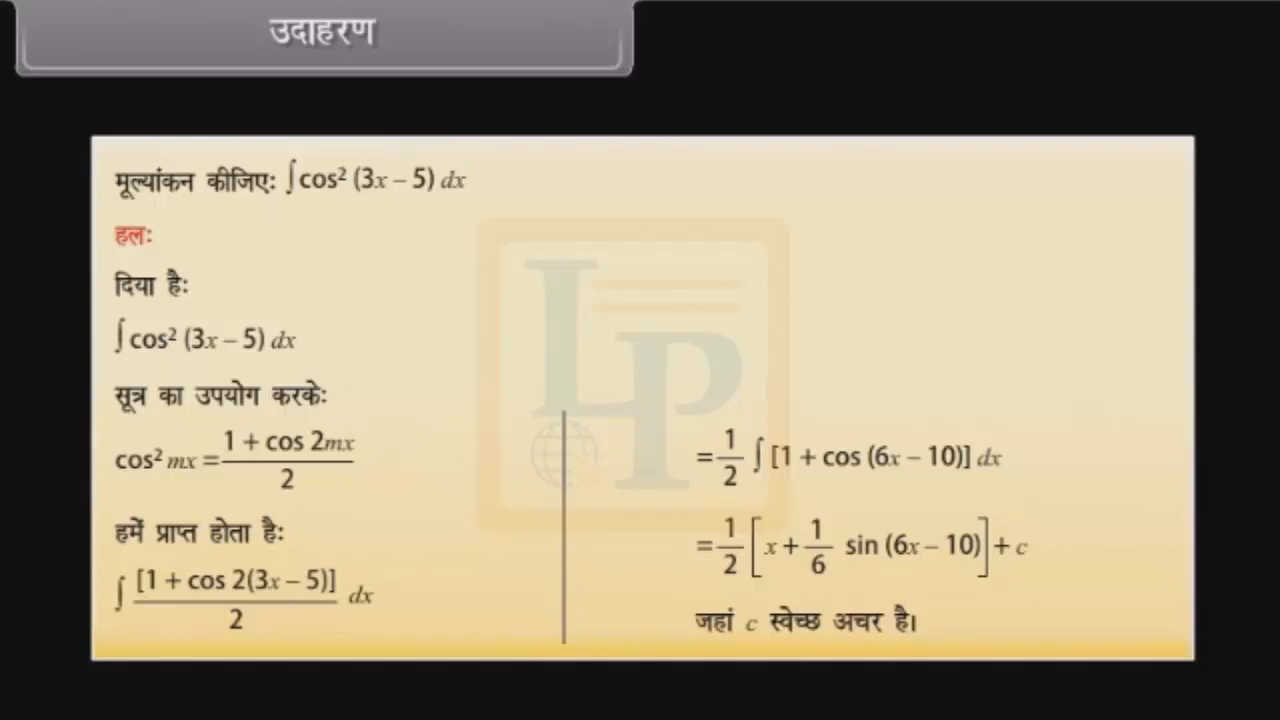 उदाहरण
मूल्यांकन कीजिए: ∫cos² (3x – 5) dx
हल:
दिया है:
∫cos² (3x – 5) dx
सूत्र का उपयोग करके:
cos² mx = (1 + cos 2mx)/2
हमें प्राप्त होता है:
∫ [1 + cos 2(3x – 5)]/2 dx
= 1/2 ∫ [1 + cos (6x – 10)] dx
= 1/2 [x + 1/6 sin (6x – 10)] + c
जहां c स्वेच्छ अचर है।
LP